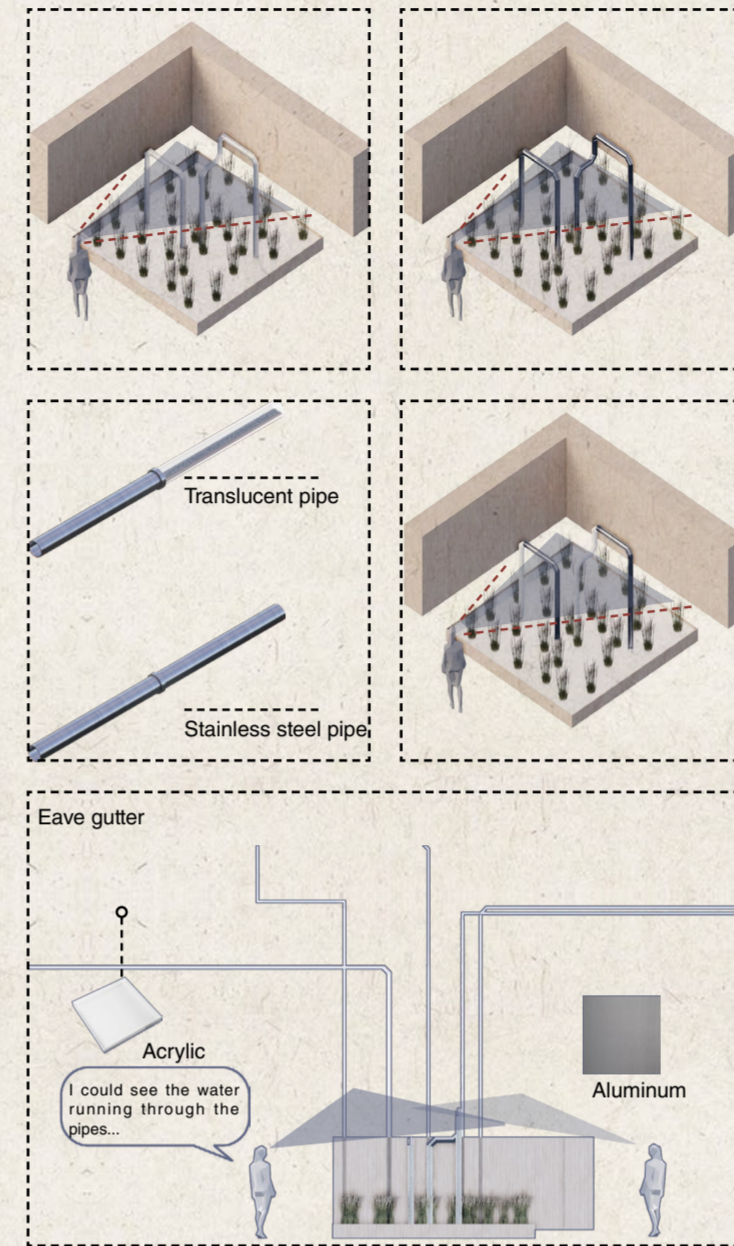 Translucent pipe
Stainless steel pipe
Eave gutter
Acrylic
I could see the water
running through the
pipes...
Aluminum